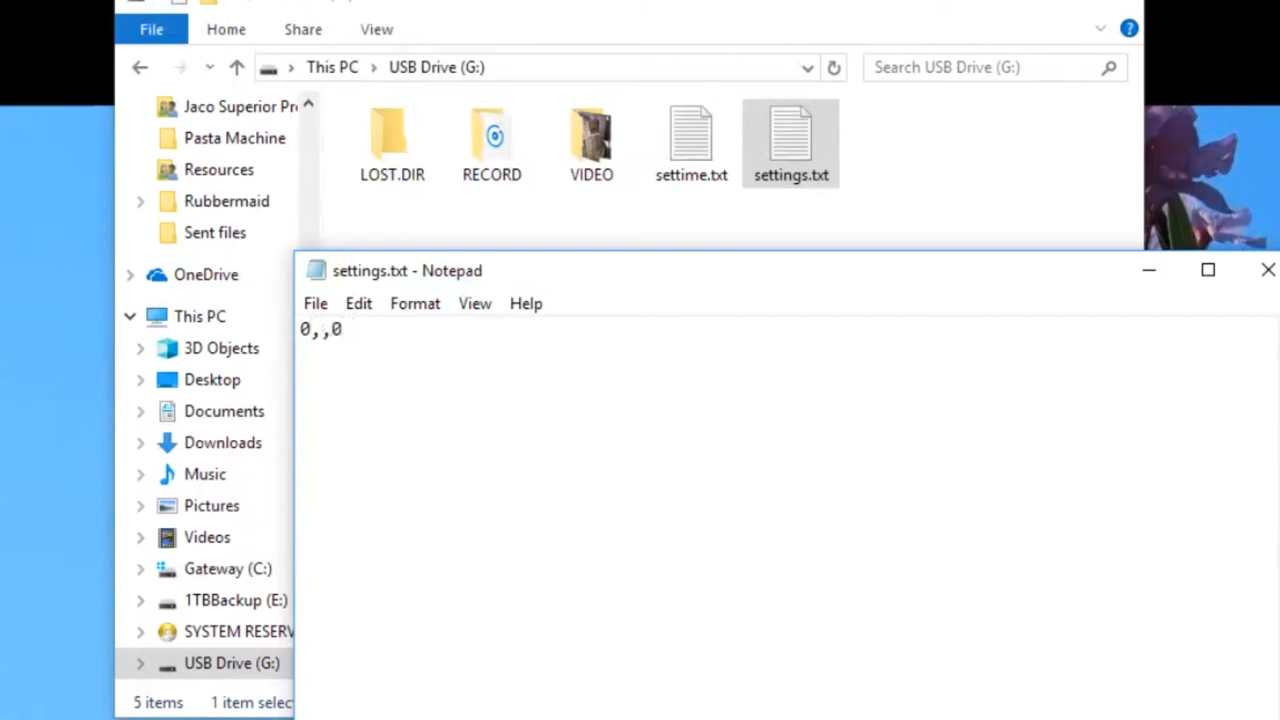 File Home Share View
This PC USB Drive (G:) Search USB Drive (G:)
Jaco Superior Pr
Pasta Machine
Resources
Rubbermaid
Sent files
OneDrive
This PC
3D Objects
Desktop
Documents
Downloads
Music
Pictures
Videos
Gateway (C:)
1TBBackup (E:)
SYSTEM RESERV
USB Drive (G:)
5 items 1 item selec
LOST.DIR RECORD VIDEO settime.txt settings.txt
settings.txt - Notepad
File Edit Format View Help
0,,0